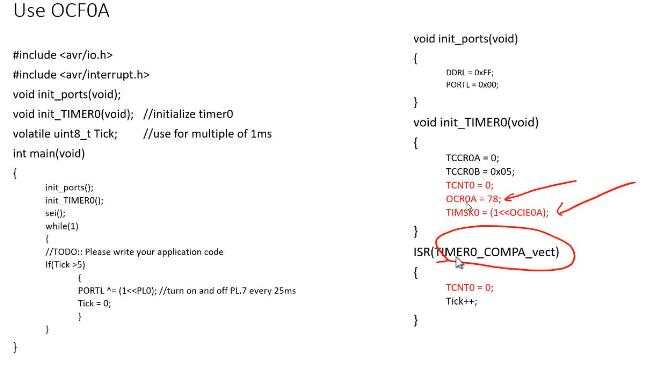 Use OCF0A
#include <avr/io.h>
#include <avr/interrupt.h>
void init_ports(void);
void init_TIMER0(void); //initialize timer0
volatile uint8_t Tick; //use for multiple of 1ms
int main(void)
{
init_ports();
init_TIMER0();
sei();
while(1)
{
//TODO:: Please write your application code
If(Tick >5)
{
PORTL ^= (1<<PL0); //turn on and off PL.7 every 25ms
Tick = 0;
}
}
}
void init_ports(void)
{
DDRL = 0xFF;
PORTL = 0x00;
}
void init_TIMER0(void)
{
TCCR0A = 0;
TCCR0B = 0x05;
TCNT0 = 0;
OCR0A = 78;
TIMSK0 = (1<<OCIE0A);
}
ISR(TIMER0_COMPA_vect)
{
TCNT0 = 0;
Tick++;
}